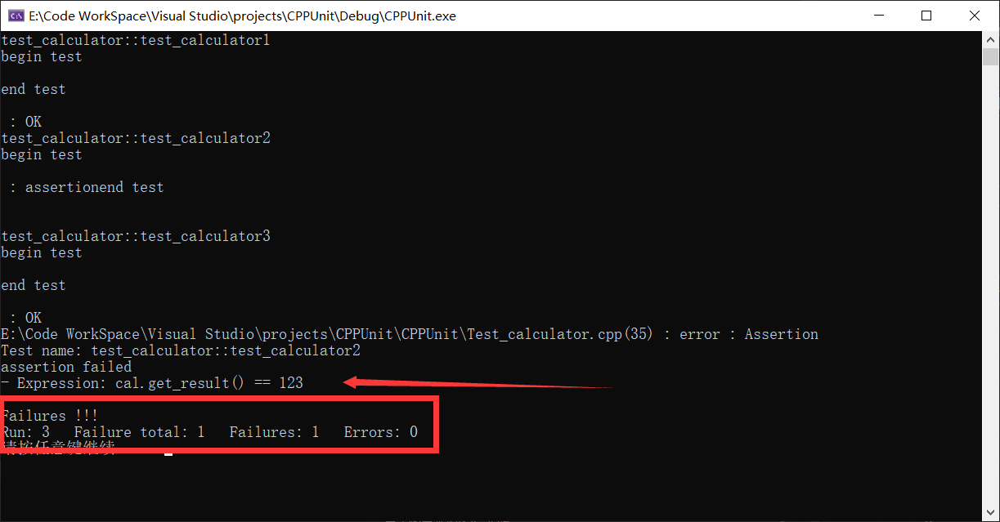 E:\Code WorkSpace\Visual Studio\projects\CPPUnit\Debug\CPPUnit.exe
test_calculator::test_calculator1
begin test
end test
: OK
test_calculator::test_calculator2
begin test
: assertionend test
test_calculator::test_calculator3
begin test
end test
: OK
E:\Code WorkSpace\Visual Studio\projects\CPPUnit\CPPUnit\Test_calculator.cpp(35) : error : Assertion
Test name: test_calculator::test_calculator2
assertion failed
- Expression: cal.get_result() == 123
Failures !!!
Run: 3 Failure total: 1 Failures: 1 Errors: 0
请按任意键继续